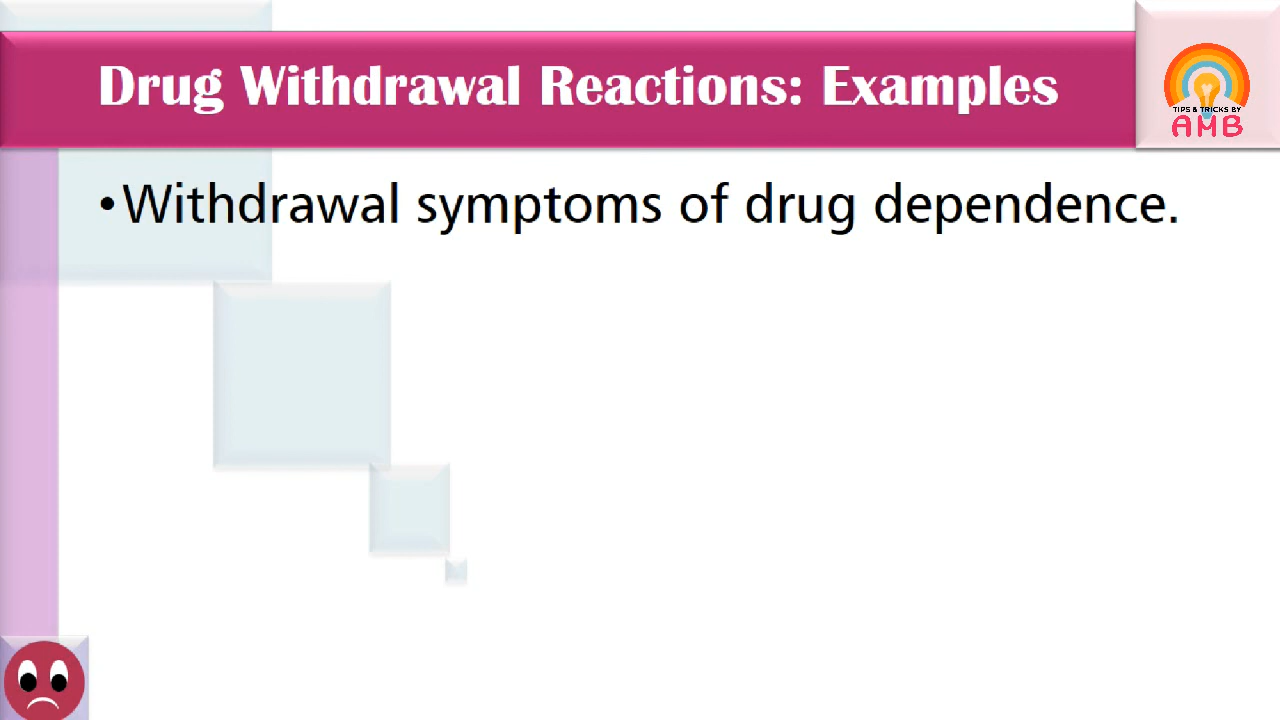 Drug Withdrawal Reactions: Examples
TIPS & TRICKS BY
AMB
•Withdrawal symptoms of drug dependence.